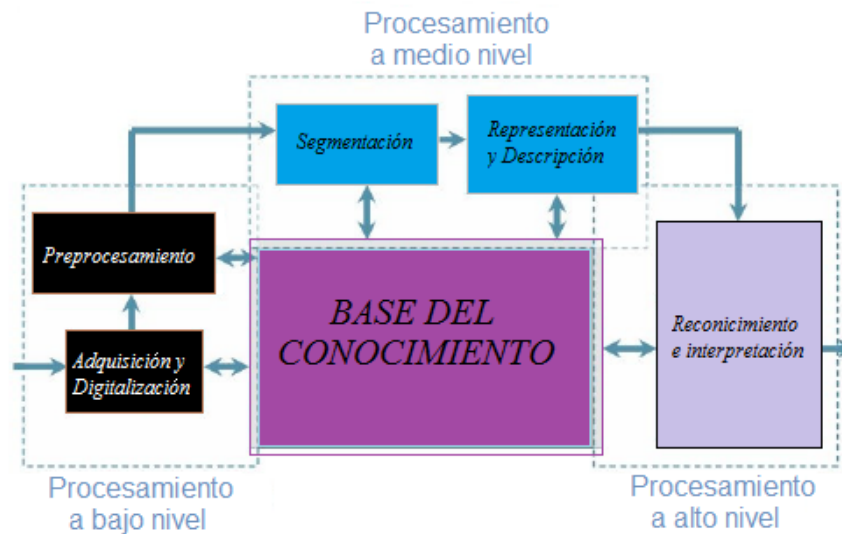 Procesamiento
a medio nivel
Segmentación
Representación
y Descripción
Preprocesamiento
Adquisición y
Digitalización
BASE DEL
CONOCIMIENTO
Reconicimiento
e interpretación
Procesamiento
a bajo nivel
Procesamiento
a alto nivel